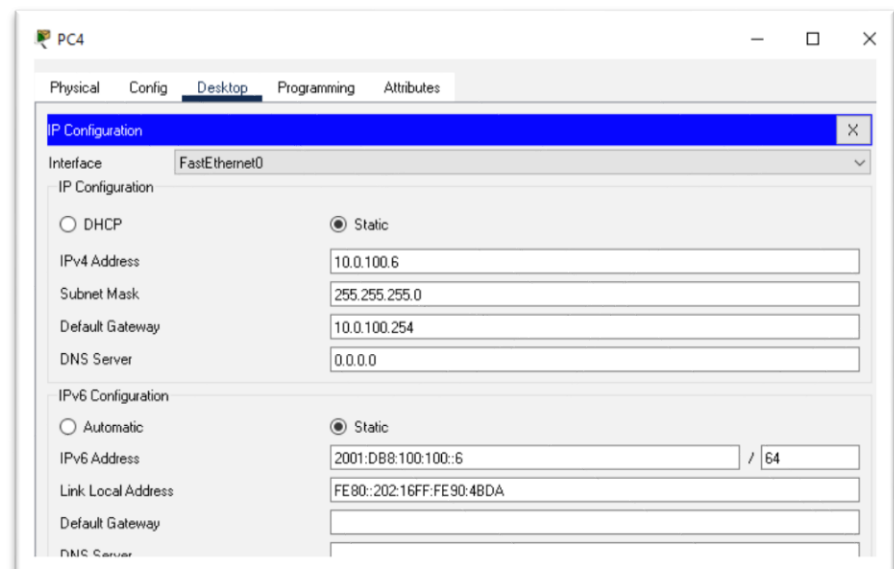 PC4
Physical Config Desktop Programming Attributes
IP Configuration X
Interface FastEthernet0
IP Configuration
DHCP Static
IPv4 Address 10.0.100.6
Subnet Mask 255.255.255.0
Default Gateway 10.0.100.254
DNS Server 0.0.0.0
IPv6 Configuration
Automatic Static
IPv6 Address 2001:DB8:100:100::6 / 64
Link Local Address FE80::202:16FF:FE90:4BDA
Default Gateway
DNS Server